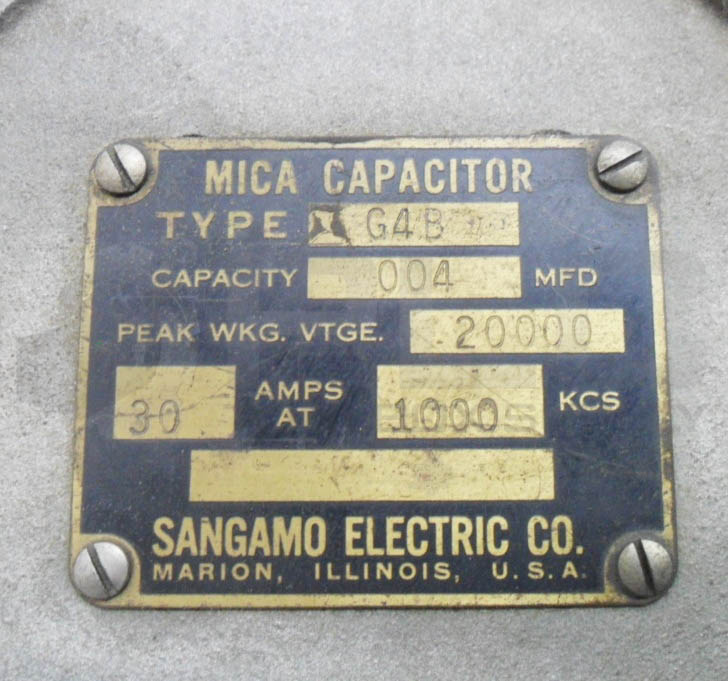 MICA CAPACITOR
TYPE G4B
CAPACITY 004 MFD
PEAK WKG. VTGE. 20000
30 AMPS AT 1000 KCS
SANGAMO ELECTRIC CO.
MARION, ILLINOIS, U.S.A.